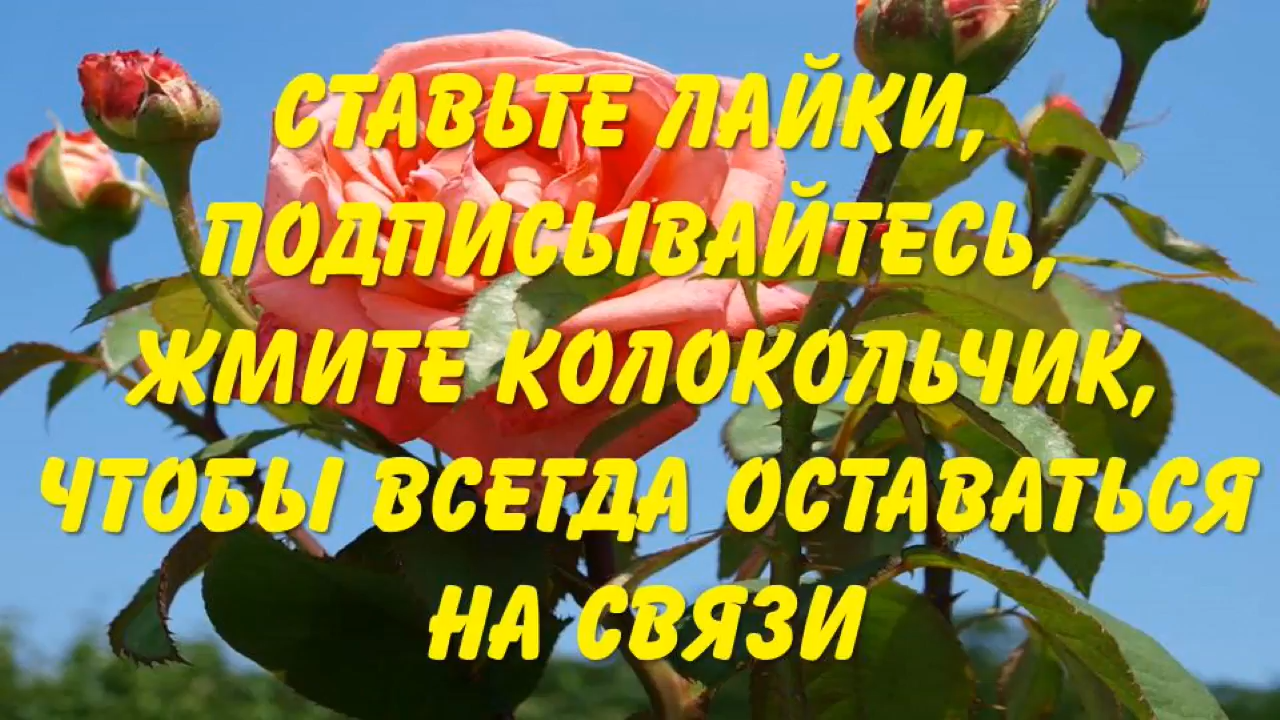 СТАВЬТЕ ЛАЙКИ,
ПОДПИСЫВАЙТЕСЬ,
ЖМИТЕ КОЛОКОЛЬЧИК,
ЧТОБЫ ВСЕГДА ОСТАВАТЬСЯ
НА СВЯЗИ